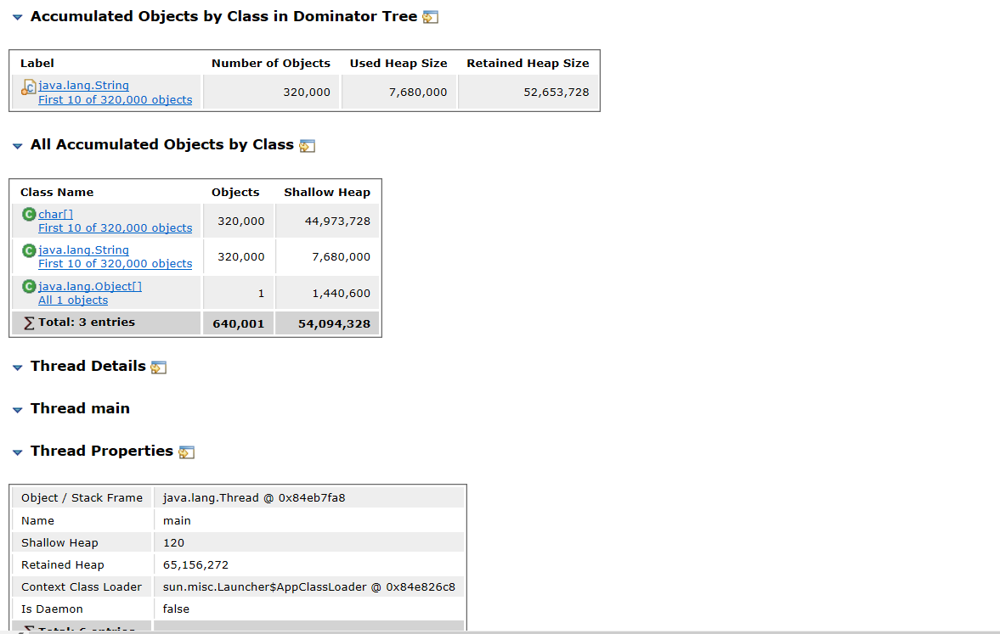 Accumulated Objects by Class in Dominator Tree
Label Number of Objects Used Heap Size Retained Heap Size
java.lang.String
First 10 of 320,000 objects 320,000 7,680,000 52,653,728
All Accumulated Objects by Class
Class Name Objects Shallow Heap
char[]
First 10 of 320,000 objects 320,000 44,973,728
java.lang.String
First 10 of 320,000 objects 320,000 7,680,000
java.lang.Object[]
All 1 objects 1 1,440,600
∑ Total: 3 entries 640,001 54,094,328
Thread Details
Thread main
Thread Properties
Object / Stack Frame java.lang.Thread @ 0x84eb7fa8
Name main
Shallow Heap 120
Retained Heap 65,156,272
Context Class Loader sun.misc.Launcher$AppClassLoader @ 0x84e826c8
Is Daemon false
∑ Total: 6 entries